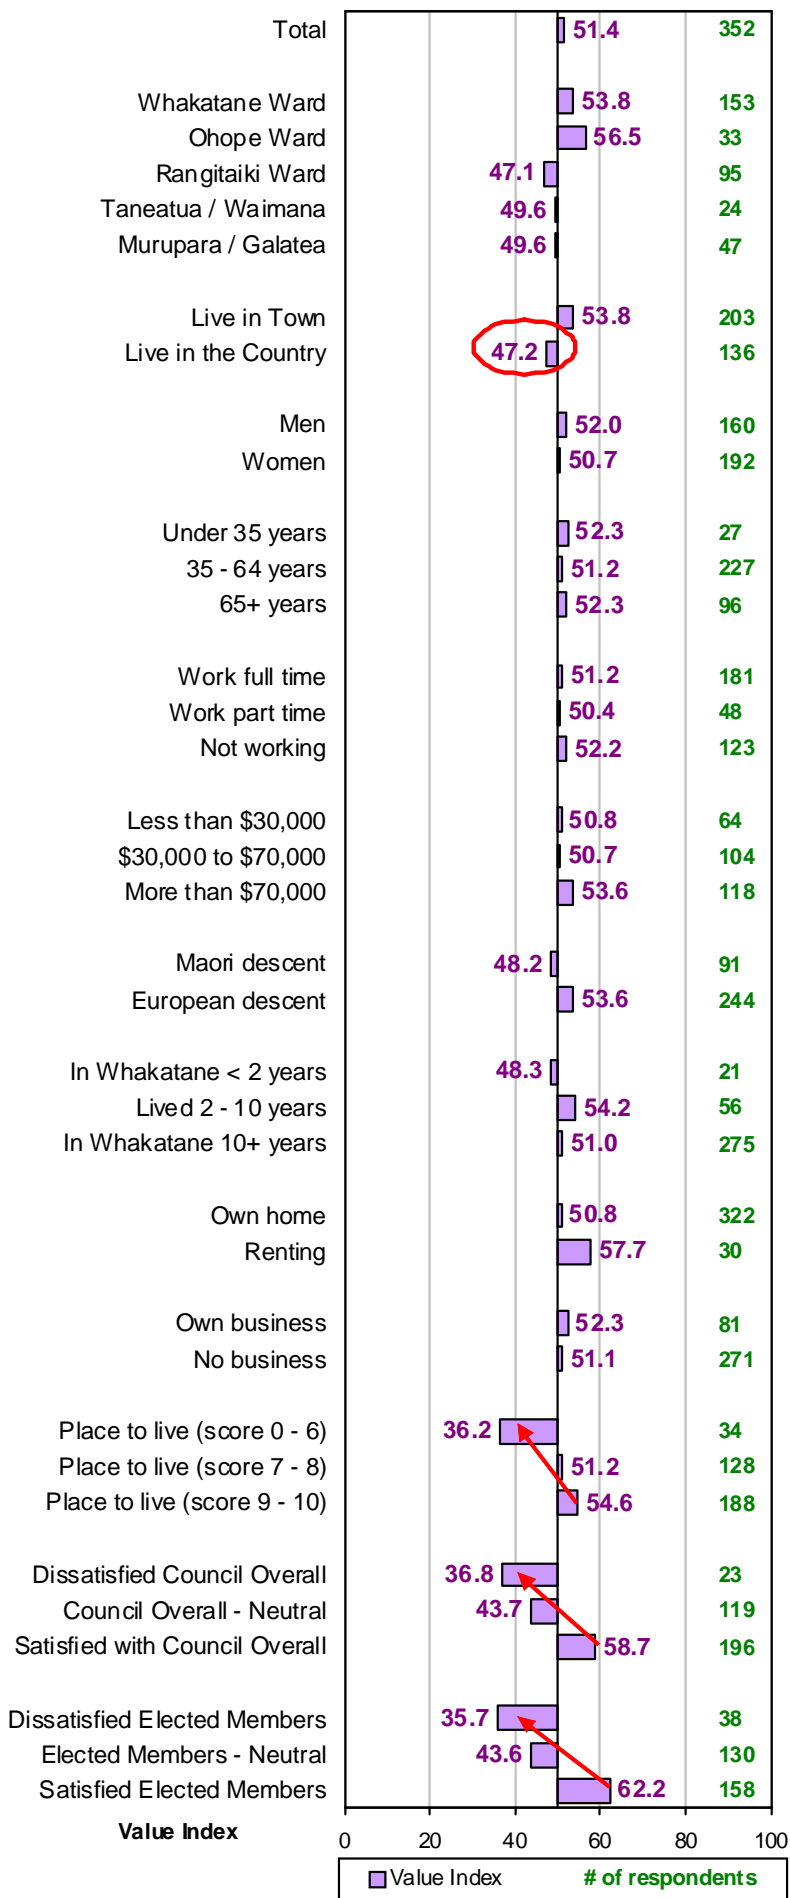 Total 51.4 352
Whakatane Ward 53.8 153
Ohope Ward 56.5 33
Rangitaiki Ward 47.1 95
Taneatua / Waimana 49.6 24
Murupara / Galatea 49.6 47
Live in Town 53.8 203
Live in the Country 47.2 136
Men 52.0 160
Women 50.7 192
Under 35 years 52.3 27
35 - 64 years 51.2 227
65+ years 52.3 96
Work full time 51.2 181
Work part time 50.4 48
Not working 52.2 123
Less than $30,000 50.8 64
$30,000 to $70,000 50.7 104
More than $70,000 53.6 118
Maori descent 48.2 91
European descent 53.6 244
In Whakatane < 2 years 48.3 21
Lived 2 - 10 years 54.2 56
In Whakatane 10+ years 51.0 275
Own home 50.8 322
Renting 57.7 30
Own business 52.3 81
No business 51.1 271
Place to live (score 0 - 6) 36.2 34
Place to live (score 7 - 8) 51.2 128
Place to live (score 9 - 10) 54.6 188
Dissatisfied Council Overall 36.8 23
Council Overall - Neutral 43.7 119
Satisfied with Council Overall 58.7 196
Dissatisfied Elected Members 35.7 38
Elected Members - Neutral 43.6 130
Satisfied Elected Members 62.2 158
Value Index
0 20 40 60 80 100
Value Index # of respondents